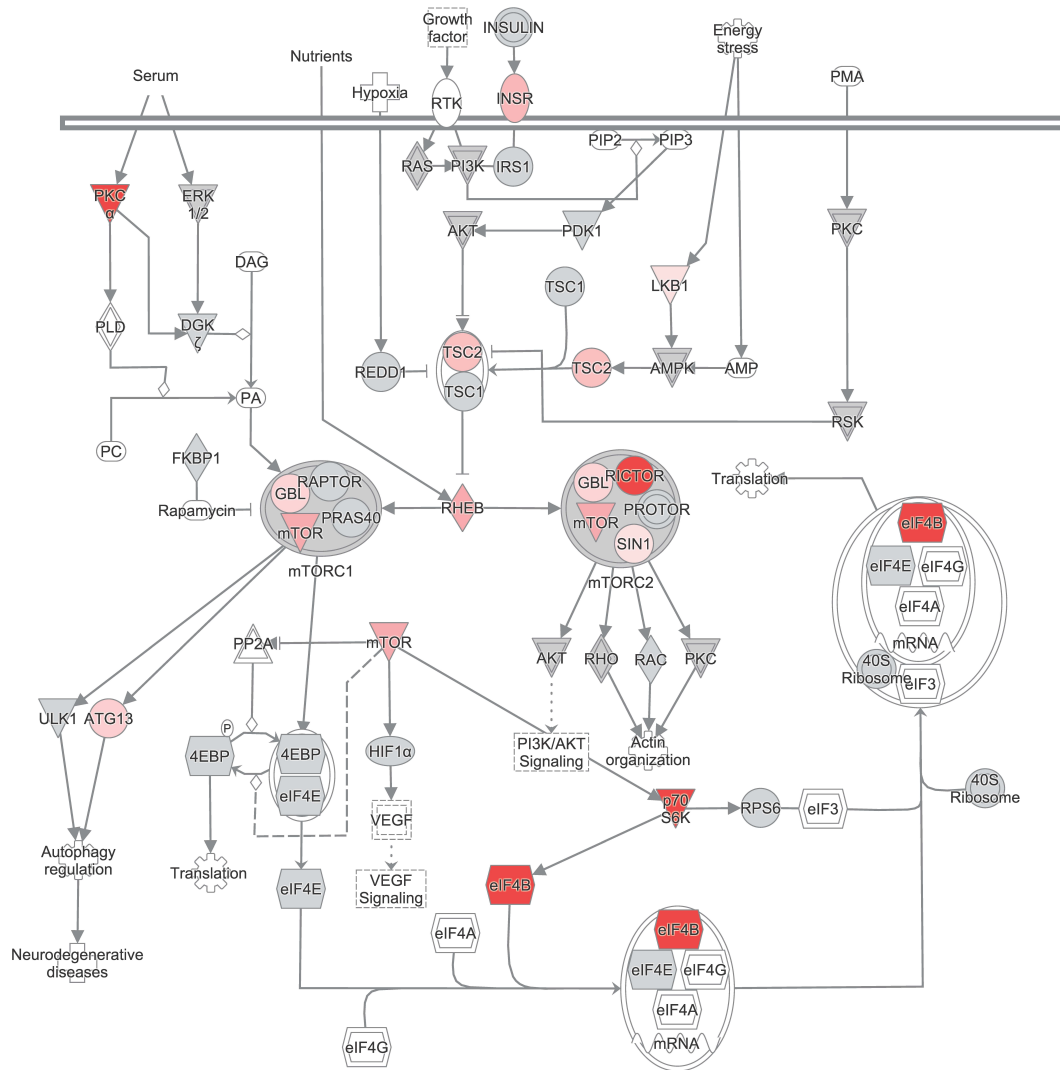 Growth
factor
INSULIN
Energy
stress
Nutrients
Serum
Hypoxia
RTK
INSR
PMA
RAS
PI3K
IRS1
PIP2
PIP3
PKC
α
ERK
1/2
AKT
PDK1
PKC
DAG
LKB1
TSC1
PLD
DGK
ζ
TSC2
REDD1
TSC2
AMPK
AMP
TSC1
PA
RSK
PC
FKBP1
GBL
RAPTOR
GBL
RICTOR
Translation
Rapamycin
PRAS40
mTOR
RHEB
PROTOR
mTOR
SIN1
eIF4B
mTORC1
mTORC2
eIF4E
eIF4G
eIF4A
PP2A
mTOR
AKT
RHO
RAC
PKC
mRNA
40S
Ribosome
eIF3
ULK1
ATG13
P
4EBP
4EBP
HIF1α
PI3K/AKT
Signaling
Actin
organization
eIF4E
p70
S6K
RPS6
eIF3
40S
Ribosome
VEGF
Autophagy
regulation
Translation
eIF4E
VEGF
Signaling
eIF4B
eIF4A
eIF4B
Neurodegenerative
diseases
eIF4E
eIF4G
eIF4A
eIF4G
mRNA